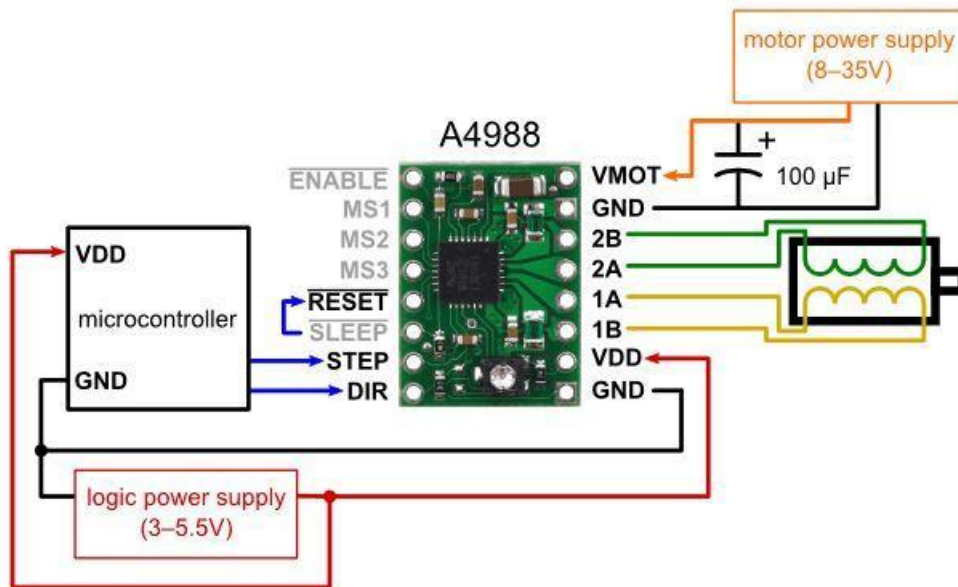 motor power supply
(8–35V)
A4988
+
100 µF
ENABLE
MS1
MS2
MS3
RESET
SLEEP
STEP
DIR
VMOT
GND
2B
2A
1A
1B
VDD
GND
VDD
microcontroller
GND
logic power supply
(3–5.5V)